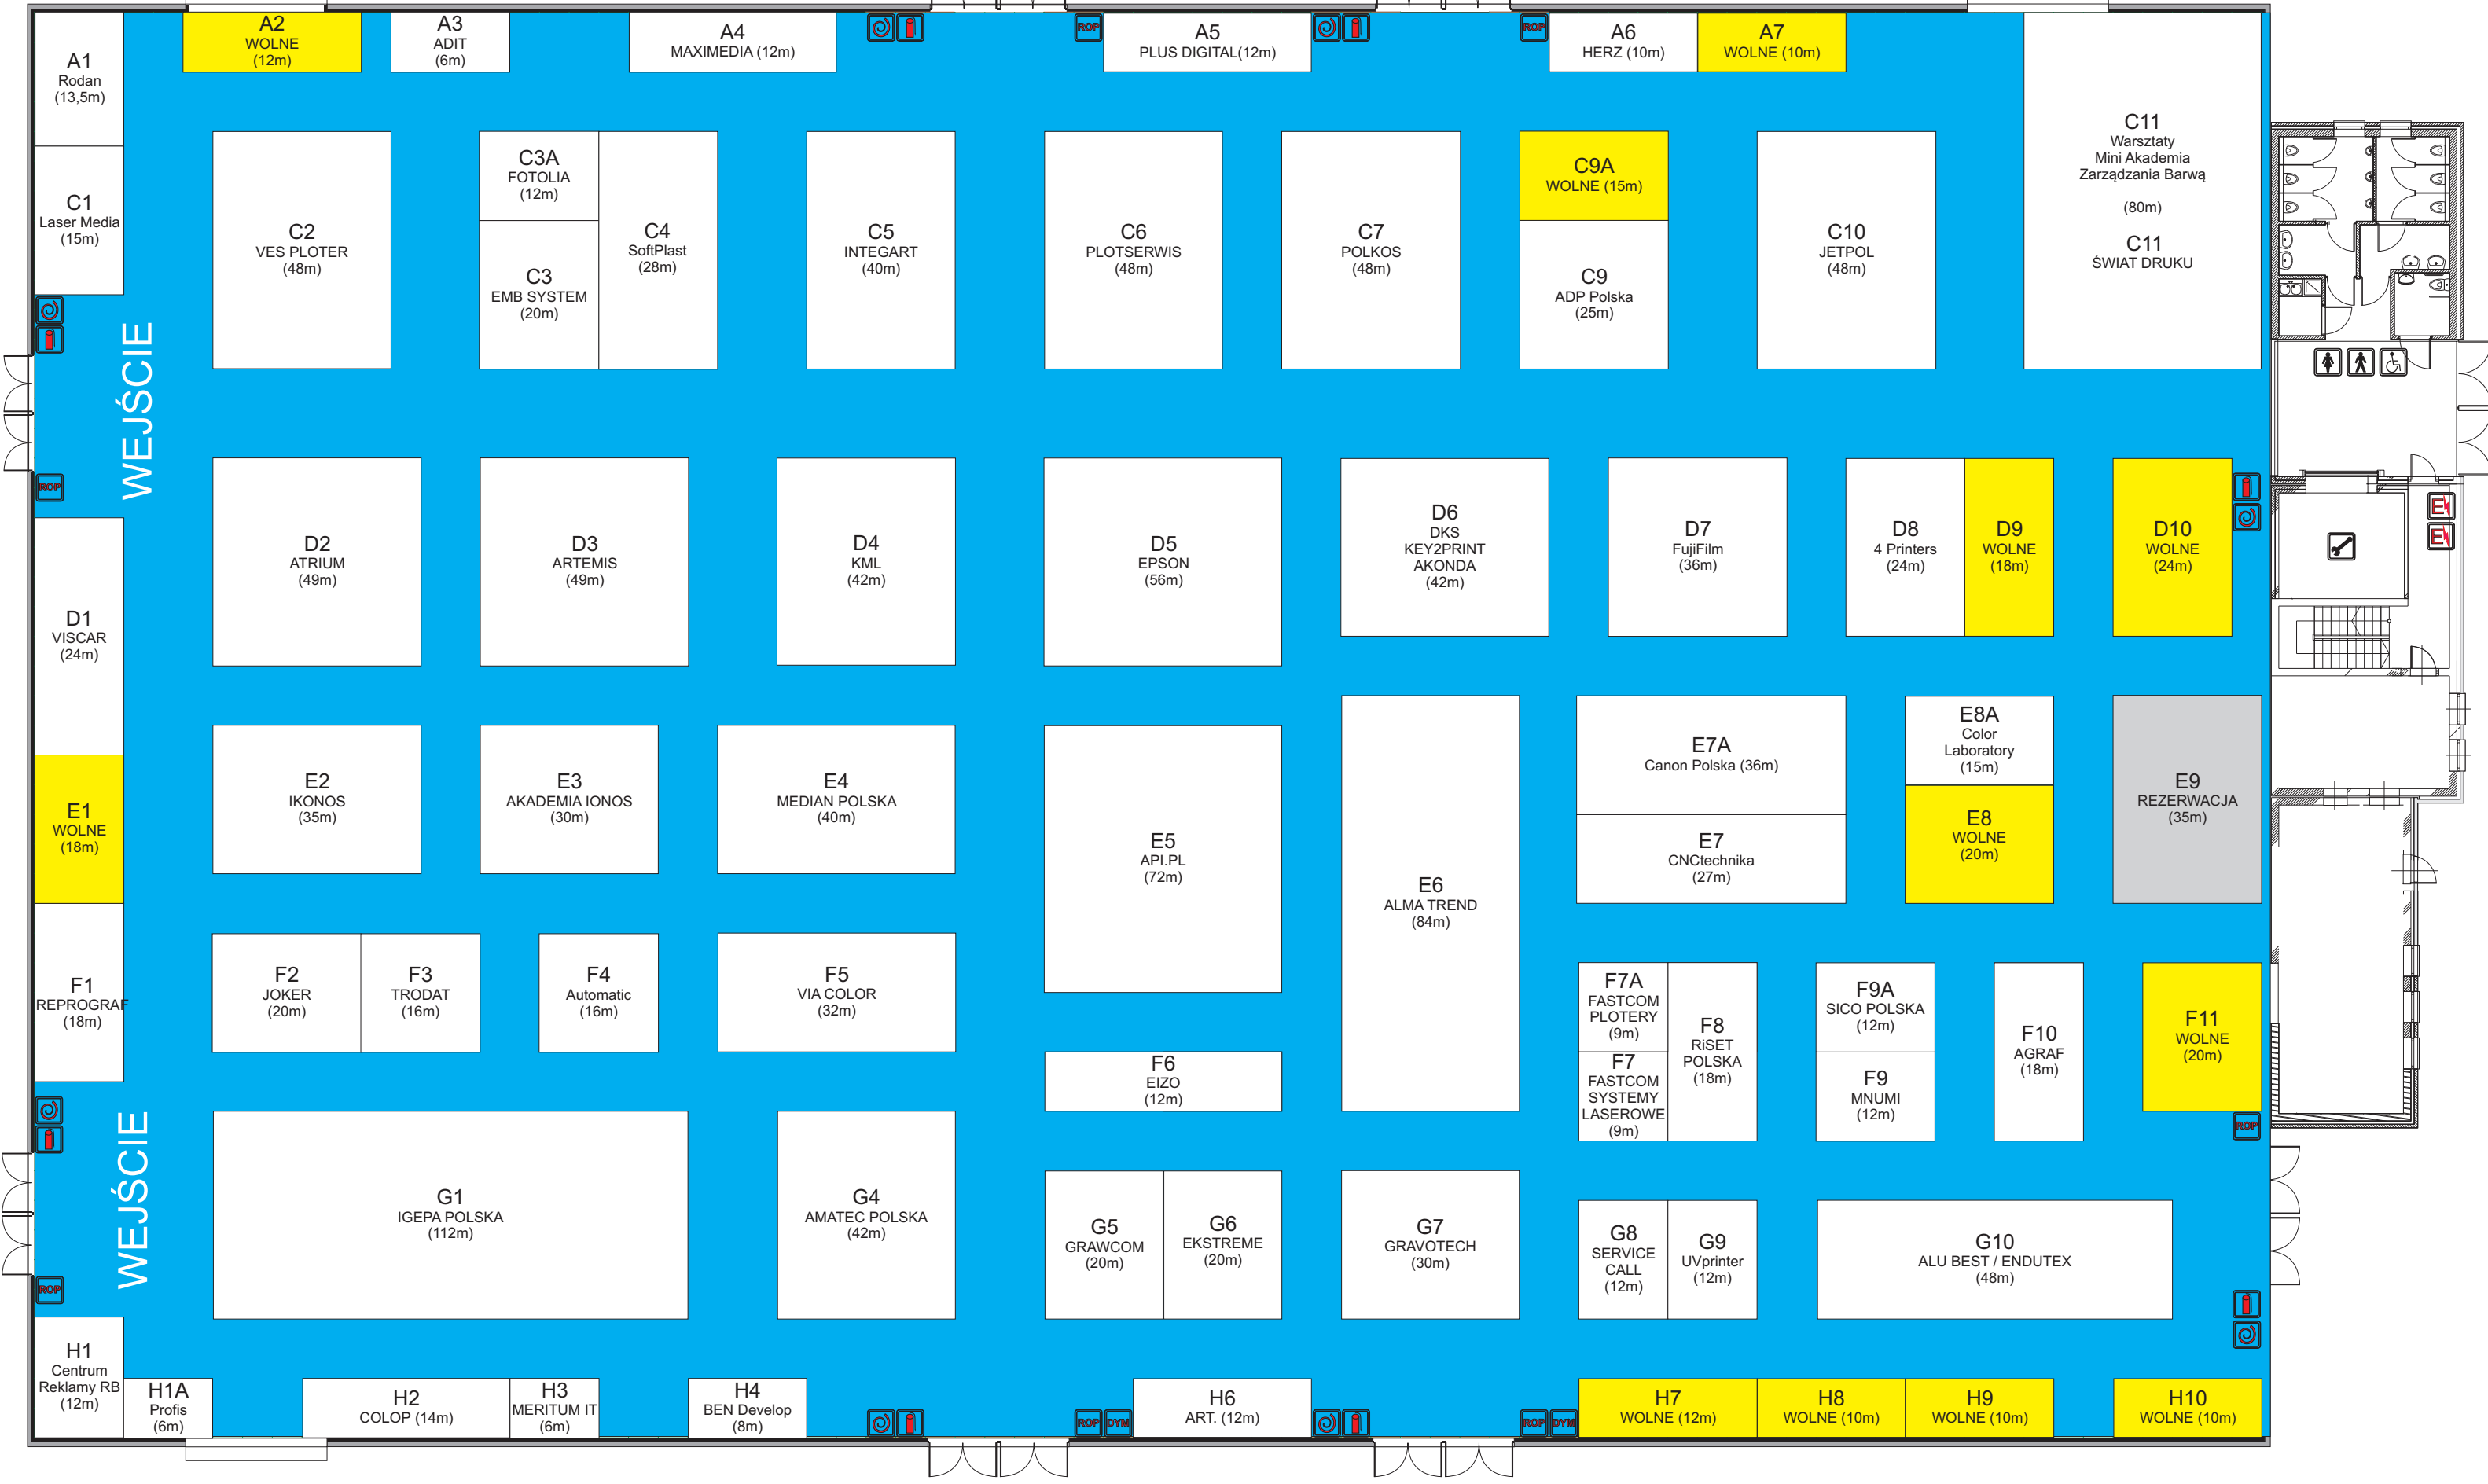 A1
Rodan
(13,5m)
A2
WOLNE
(12m)
A3
ADIT
(6m)
A4
MAXIMEDIA (12m)
ROP
A5
PLUS DIGITAL(12m)
ROP
A6
HERZ (10m)
A7
WOLNE (10m)
C1
Laser Media
(15m)
C2
VES PLOTER
(48m)
C3A
FOTOLIA
(12m)
C3
EMB SYSTEM
(20m)
C4
SoftPlast
(28m)
C5
INTEGART
(40m)
C6
PLOTSERWIS
(48m)
C7
POLKOS
(48m)
C9A
WOLNE (15m)
C9
ADP Polska
(25m)
C10
JETPOL
(48m)
C11
Warsztaty
Mini Akademia
Zarządzania Barwą
(80m)
C11
ŚWIAT DRUKU
WEJŚCIE
ROP
D1
VISCAR
(24m)
D2
ATRIUM
(49m)
D3
ARTEMIS
(49m)
D4
KML
(42m)
D5
EPSON
(56m)
D6
DKS
KEY2PRINT
AKONDA
(42m)
D7
FujiFilm
(36m)
D8
4 Printers
(24m)
D9
WOLNE
(18m)
D10
WOLNE
(24m)
E
E
E1
WOLNE
(18m)
E2
IKONOS
(35m)
E3
AKADEMIA IONOS
(30m)
E4
MEDIAN POLSKA
(40m)
E5
API.PL
(72m)
E6
ALMA TREND
(84m)
E7A
Canon Polska (36m)
E7
CNCtechnika
(27m)
E8A
Color
Laboratory
(15m)
E8
WOLNE
(20m)
E9
REZERWACJA
(35m)
F1
REPROGRAF
(18m)
F2
JOKER
(20m)
F3
TRODAT
(16m)
F4
Automatic
(16m)
F5
VIA COLOR
(32m)
F6
EIZO
(12m)
F7A
FASTCOM
PLOTERY
(9m)
F7
FASTCOM
SYSTEMY
LASEROWE
(9m)
F8
RiSET
POLSKA
(18m)
F9A
SICO POLSKA
(12m)
F9
MNUMI
(12m)
F10
AGRAF
(18m)
F11
WOLNE
(20m)
ROP
WEJŚCIE
ROP
G1
IGEPA POLSKA
(112m)
G4
AMATEC POLSKA
(42m)
G5
GRAWCOM
(20m)
G6
EKSTREME
(20m)
G7
GRAVOTECH
(30m)
G8
SERVICE
CALL
(12m)
G9
UVprinter
(12m)
G10
ALU BEST / ENDUTEX
(48m)
H1
Centrum
Reklamy RB
(12m)
H1A
Profis
(6m)
H2
COLOP (14m)
H3
MERITUM IT
(6m)
H4
BEN Develop
(8m)
ROP
DYM
H6
ART. (12m)
ROP
DYM
H7
WOLNE (12m)
H8
WOLNE (10m)
H9
WOLNE (10m)
H10
WOLNE (10m)